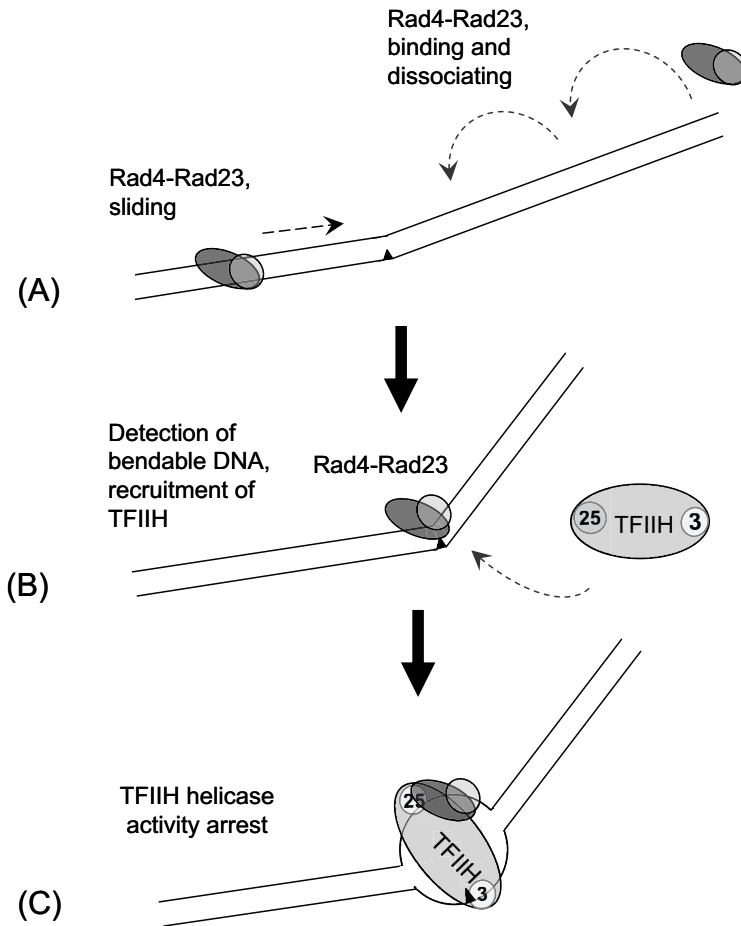 Rad4-Rad23,
binding and
dissociating
Rad4-Rad23,
sliding
(A)
Detection of
bendable DNA,
recruitment of
TFIIH
Rad4-Rad23
25 TFIIH 3
(B)
TFIIH helicase
activity arrest
25
TFIIH
3
(C)